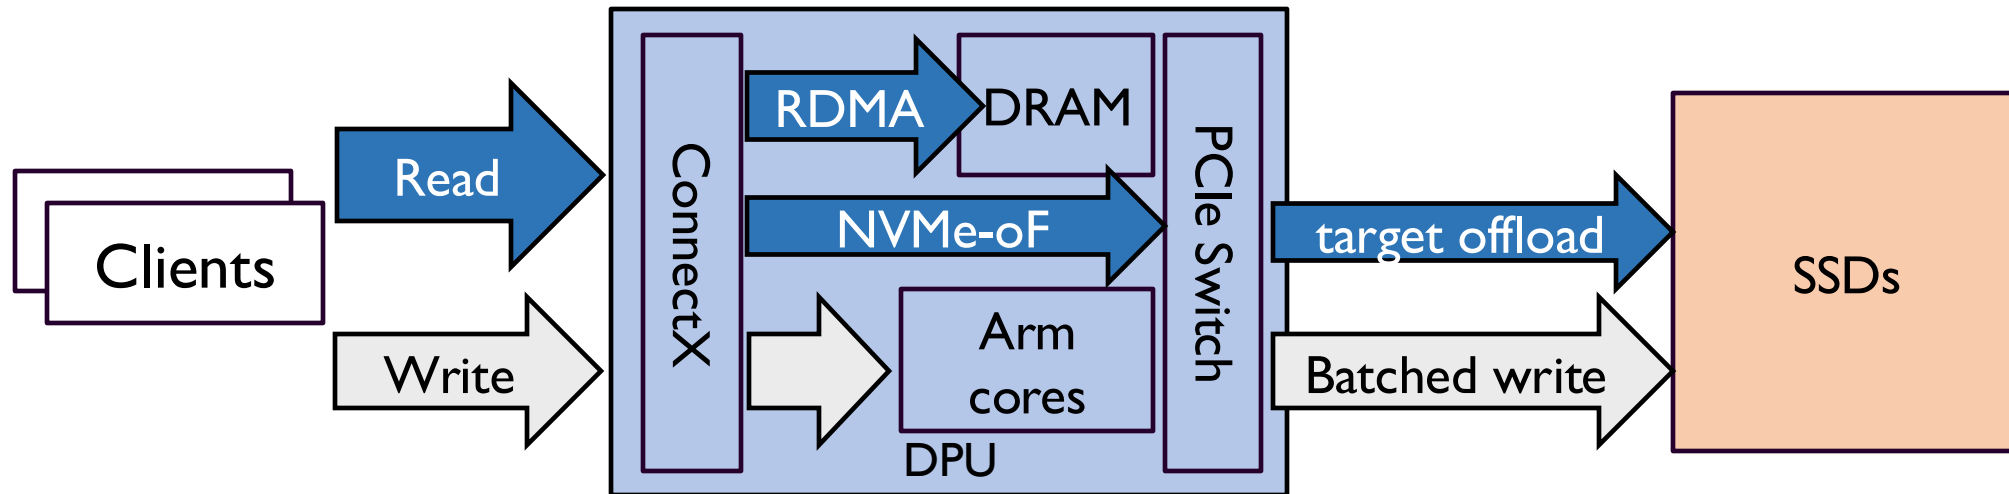 Clients
Read
Write
ConnectX
RDMA
DRAM
NVMe-oF
Arm
cores
DPU
PCIe Switch
target offload
Batched write
SSDs